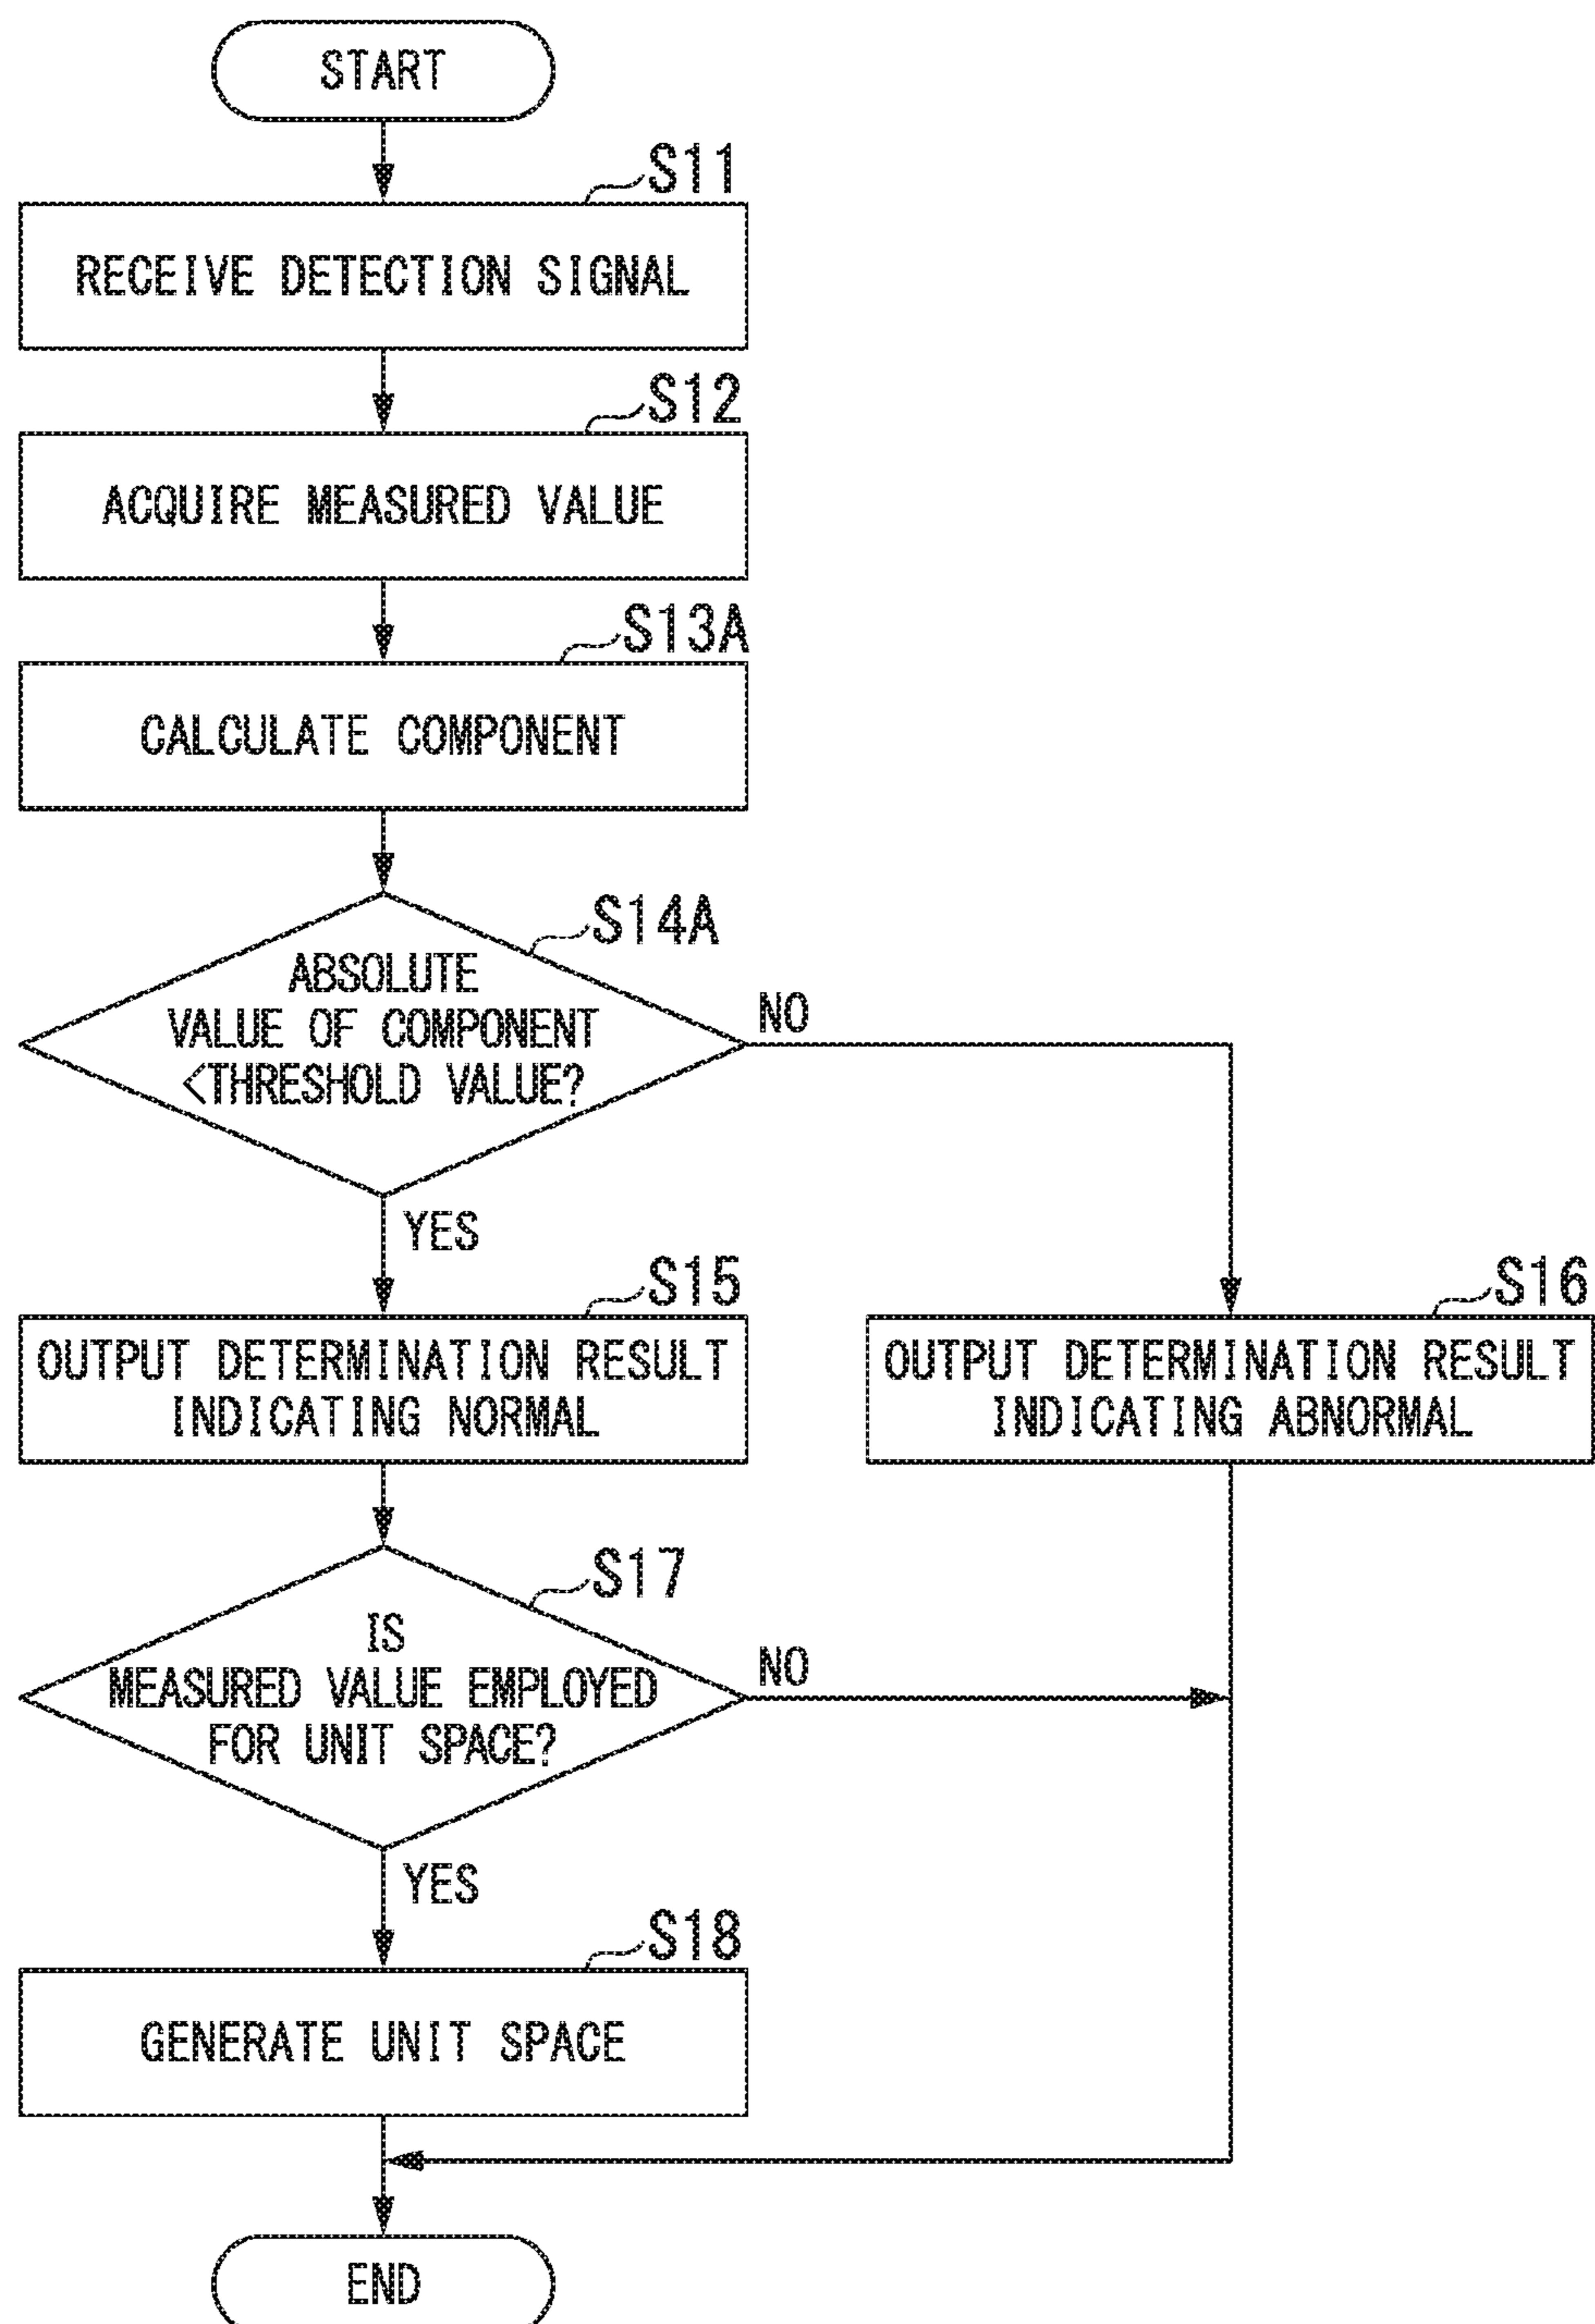 START
S11
RECEIVE DETECTION SIGNAL
S12
ACQUIRE MEASURED VALUE
S13A
CALCULATE COMPONENT
S14A
ABSOLUTE
VALUE OF COMPONENT
<THRESHOLD VALUE?
NO
YES
S15
OUTPUT DETERMINATION RESULT
INDICATING NORMAL
S16
OUTPUT DETERMINATION RESULT
INDICATING ABNORMAL
S17
IS
MEASURED VALUE EMPLOYED
FOR UNIT SPACE?
NO
YES
S18
GENERATE UNIT SPACE
END